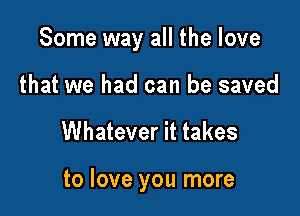 Some way all the love
that we had can be saved
Whatever it takes
to love you more